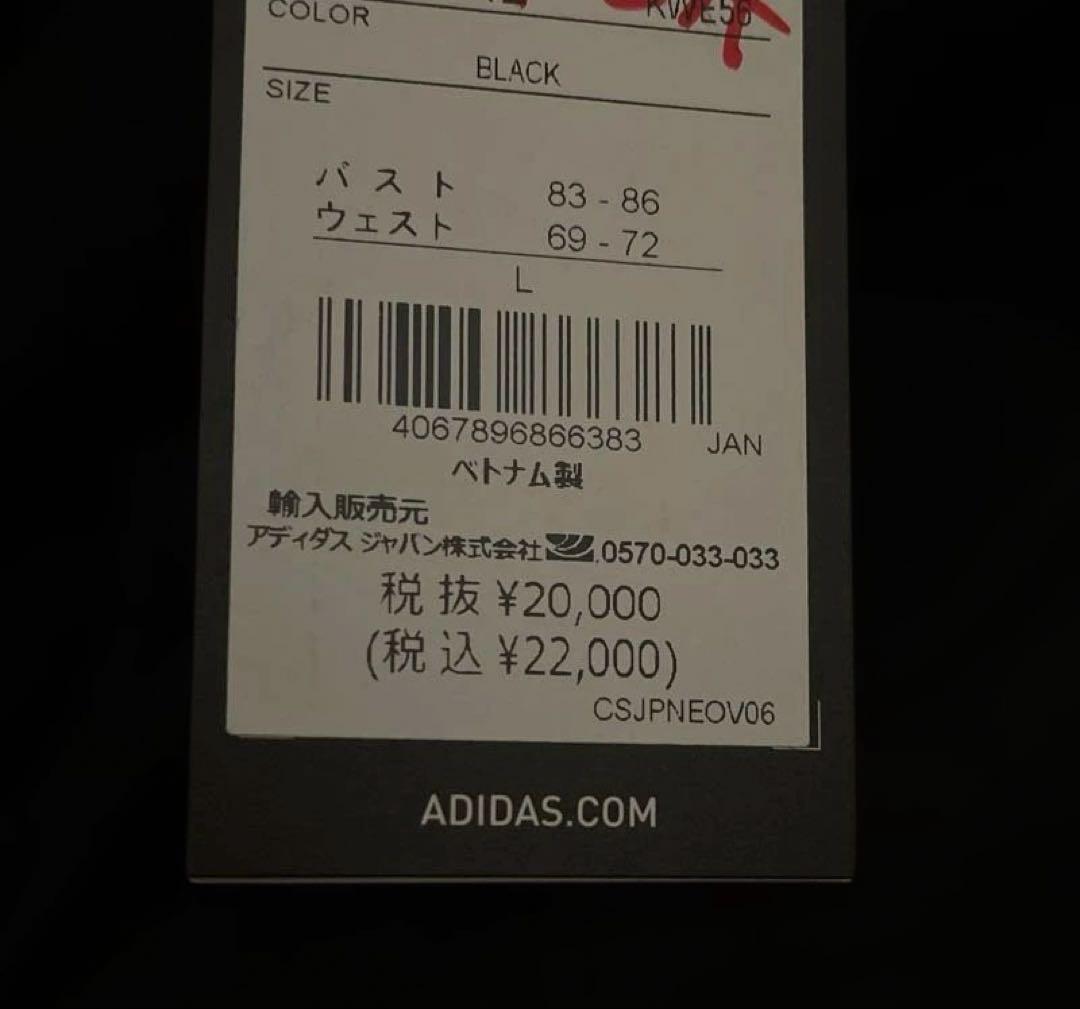 COLOR KWE56
BLACK
SIZE
バスト 83 - 86
ウェスト 69 - 72
L
4067896866383 JAN
ベトナム製
輸入販売元
アディダス ジャパン株式会社 .0570-033-033
税抜 ¥20,000
(税込 ¥22,000)
CSJPNEOV06
ADIDAS.COM